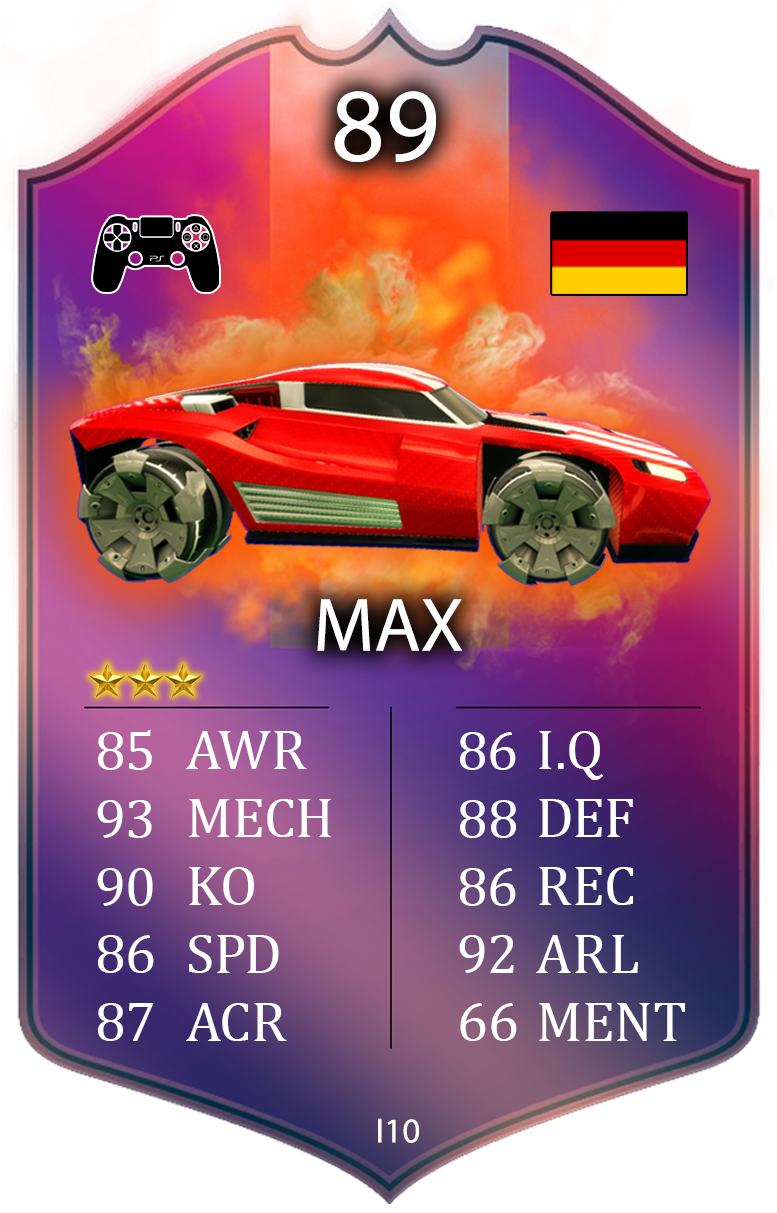 89
PS
MAX
85 AWR
93 MECH
90 KO
86 SPD
87 ACR
86 I.Q
88 DEF
86 REC
92 ARL
66 MENT
I10